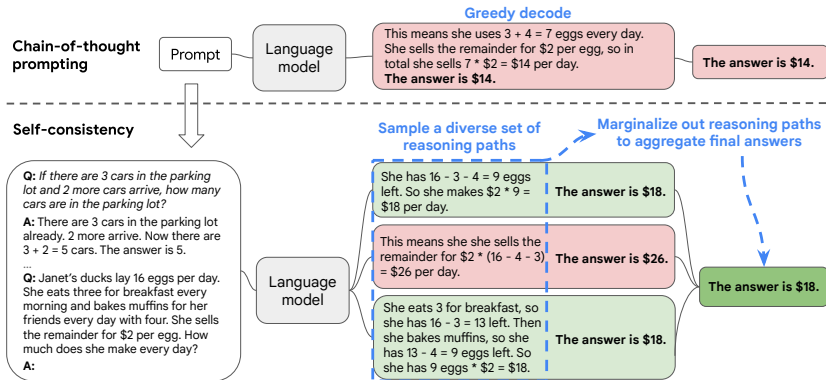 Greedy decode
Chain-of-thought
prompting
Prompt
Language
model
This means she uses 3 + 4 = 7 eggs every day.
She sells the remainder for $2 per egg, so in
total she sells 7 * $2 = $14 per day.
The answer is $14.
The answer is $14.
Self-consistency
Sample a diverse set of
reasoning paths
Marginalize out reasoning paths
to aggregate final answers
Q: If there are 3 cars in the parking
lot and 2 more cars arrive, how many
cars are in the parking lot?
A: There are 3 cars in the parking lot
already. 2 more arrive. Now there are
3 + 2 = 5 cars. The answer is 5.
...
Q: Janet's ducks lay 16 eggs per day.
She eats three for breakfast every
morning and bakes muffins for her
friends every day with four. She sells
the remainder for $2 per egg. How
much does she make every day?
A:
Language
model
She has 16 - 3 - 4 = 9 eggs
left. So she makes $2 * 9 =
$18 per day.
The answer is $18.
This means she she sells the
remainder for $2 * (16 - 4 - 3)
= $26 per day.
The answer is $26.
She eats 3 for breakfast, so
she has 16 - 3 = 13 left. Then
she bakes muffins, so she
has 13 - 4 = 9 eggs left. So
she has 9 eggs * $2 = $18.
The answer is $18.
The answer is $18.